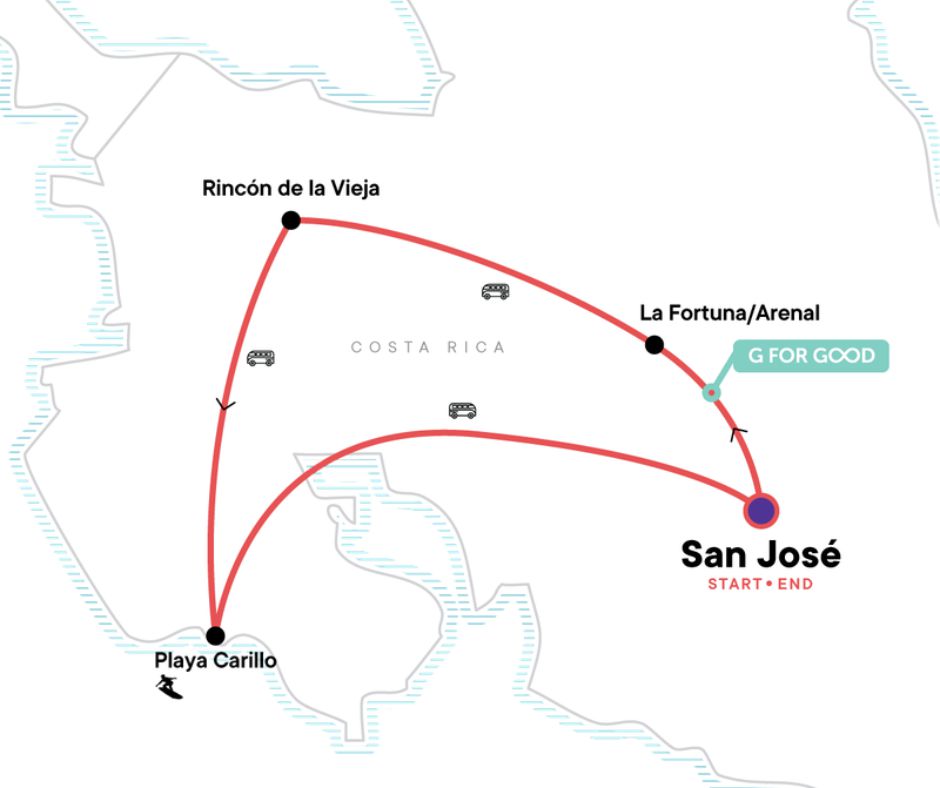 Rincón de la Vieja
La Fortuna/Arenal
COSTA RICA
G FOR GOOD
San José
START • END
Playa Carillo